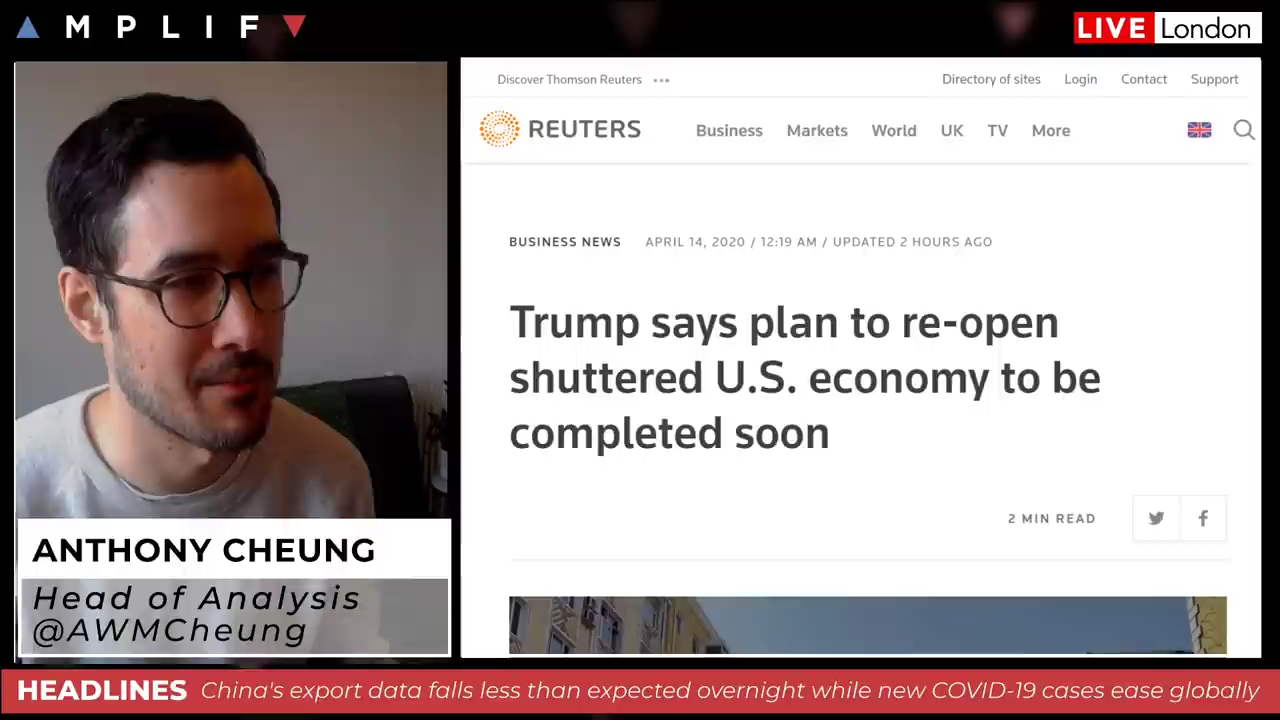 AMPLIFY
LIVE London
Discover Thomson Reuters •••
Directory of sites Login Contact Support
REUTERS
Business Markets World UK TV More
BUSINESS NEWS APRIL 14, 2020 / 12:19 AM / UPDATED 2 HOURS AGO
Trump says plan to re-open
shuttered U.S. economy to be
completed soon
2 MIN READ
ANTHONY CHEUNG
Head of Analysis
@AWMCheung
HEADLINES China's export data falls less than expected overnight while new COVID-19 cases ease globally